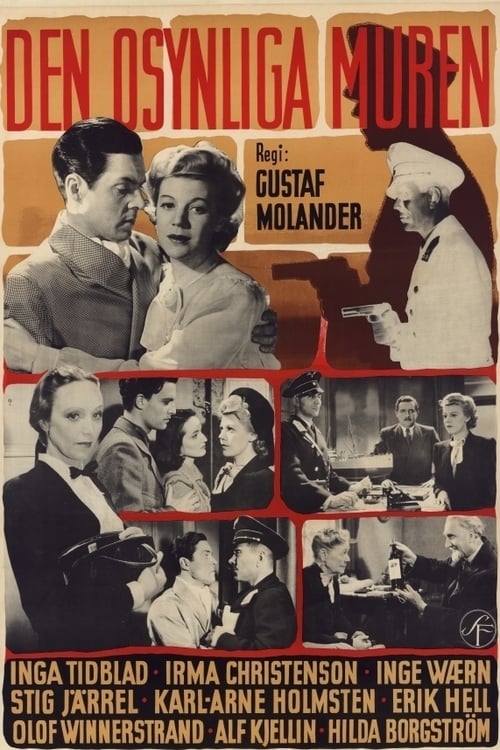 DEN OSYNLIGA MUREN
Regi:
GUSTAF
MOLANDER
SF
INGA TIDBLAD · IRMA CHRISTENSON · INGE WÆRN
STIG JÄRREL · KARL-ARNE HOLMSTEN · ERIK HELL
OLOF WINNERSTRAND · ALF KJELLIN · HILDA BORGSTRÖM